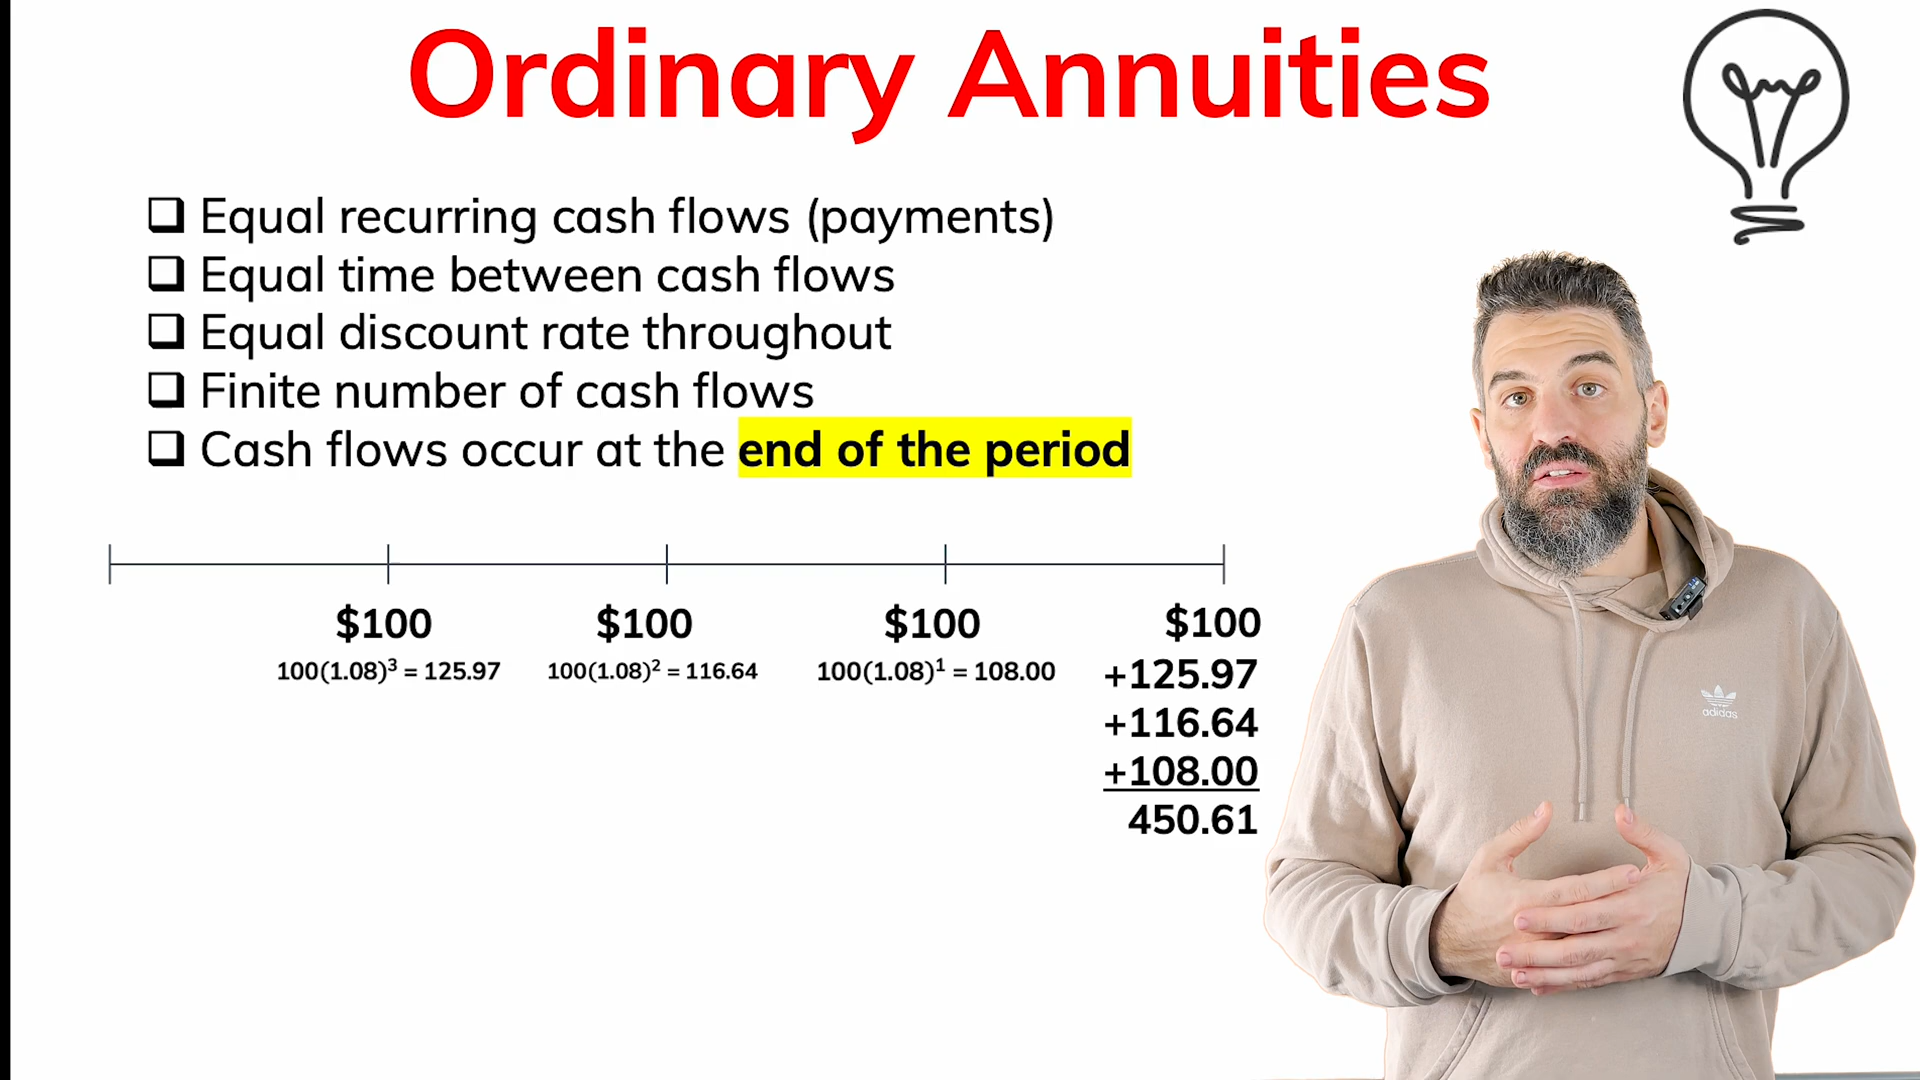 Ordinary Annuities
❑ Equal recurring cash flows (payments)
❑ Equal time between cash flows
❑ Equal discount rate throughout
❑ Finite number of cash flows
❑ Cash flows occur at the end of the period
$100 $100 $100 $100
100(1.08)³ = 125.97 100(1.08)² = 116.64 100(1.08)¹ = 108.00
+125.97
+116.64
+108.00
450.61
adidas